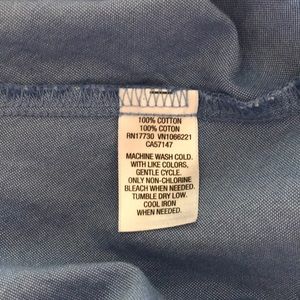 100% COTTON
100% COTON
RN17730 VN1066221
CA57147
MACHINE WASH COLD.
WITH LIKE COLORS,
GENTLE CYCLE.
ONLY NON-CHLORINE
BLEACH WHEN NEEDED.
TUMBLE DRY LOW.
COOL IRON
WHEN NEEDED.